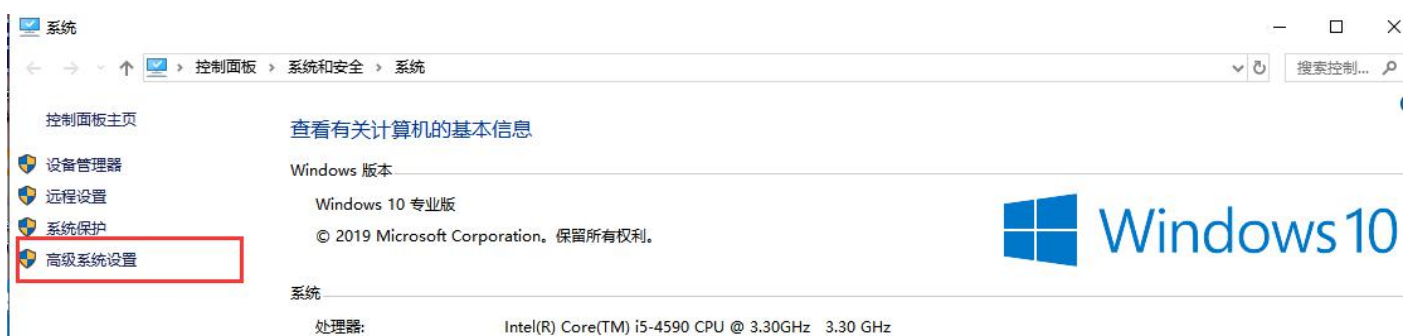 系统
控制面板 › 系统和安全 › 系统
搜索控制...
控制面板主页
设备管理器
远程设置
系统保护
高级系统设置
查看有关计算机的基本信息
Windows 版本
Windows 10 专业版
© 2019 Microsoft Corporation。保留所有权利。
Windows 10
系统
处理器: Intel(R) Core(TM) i5-4590 CPU @ 3.30GHz 3.30 GHz